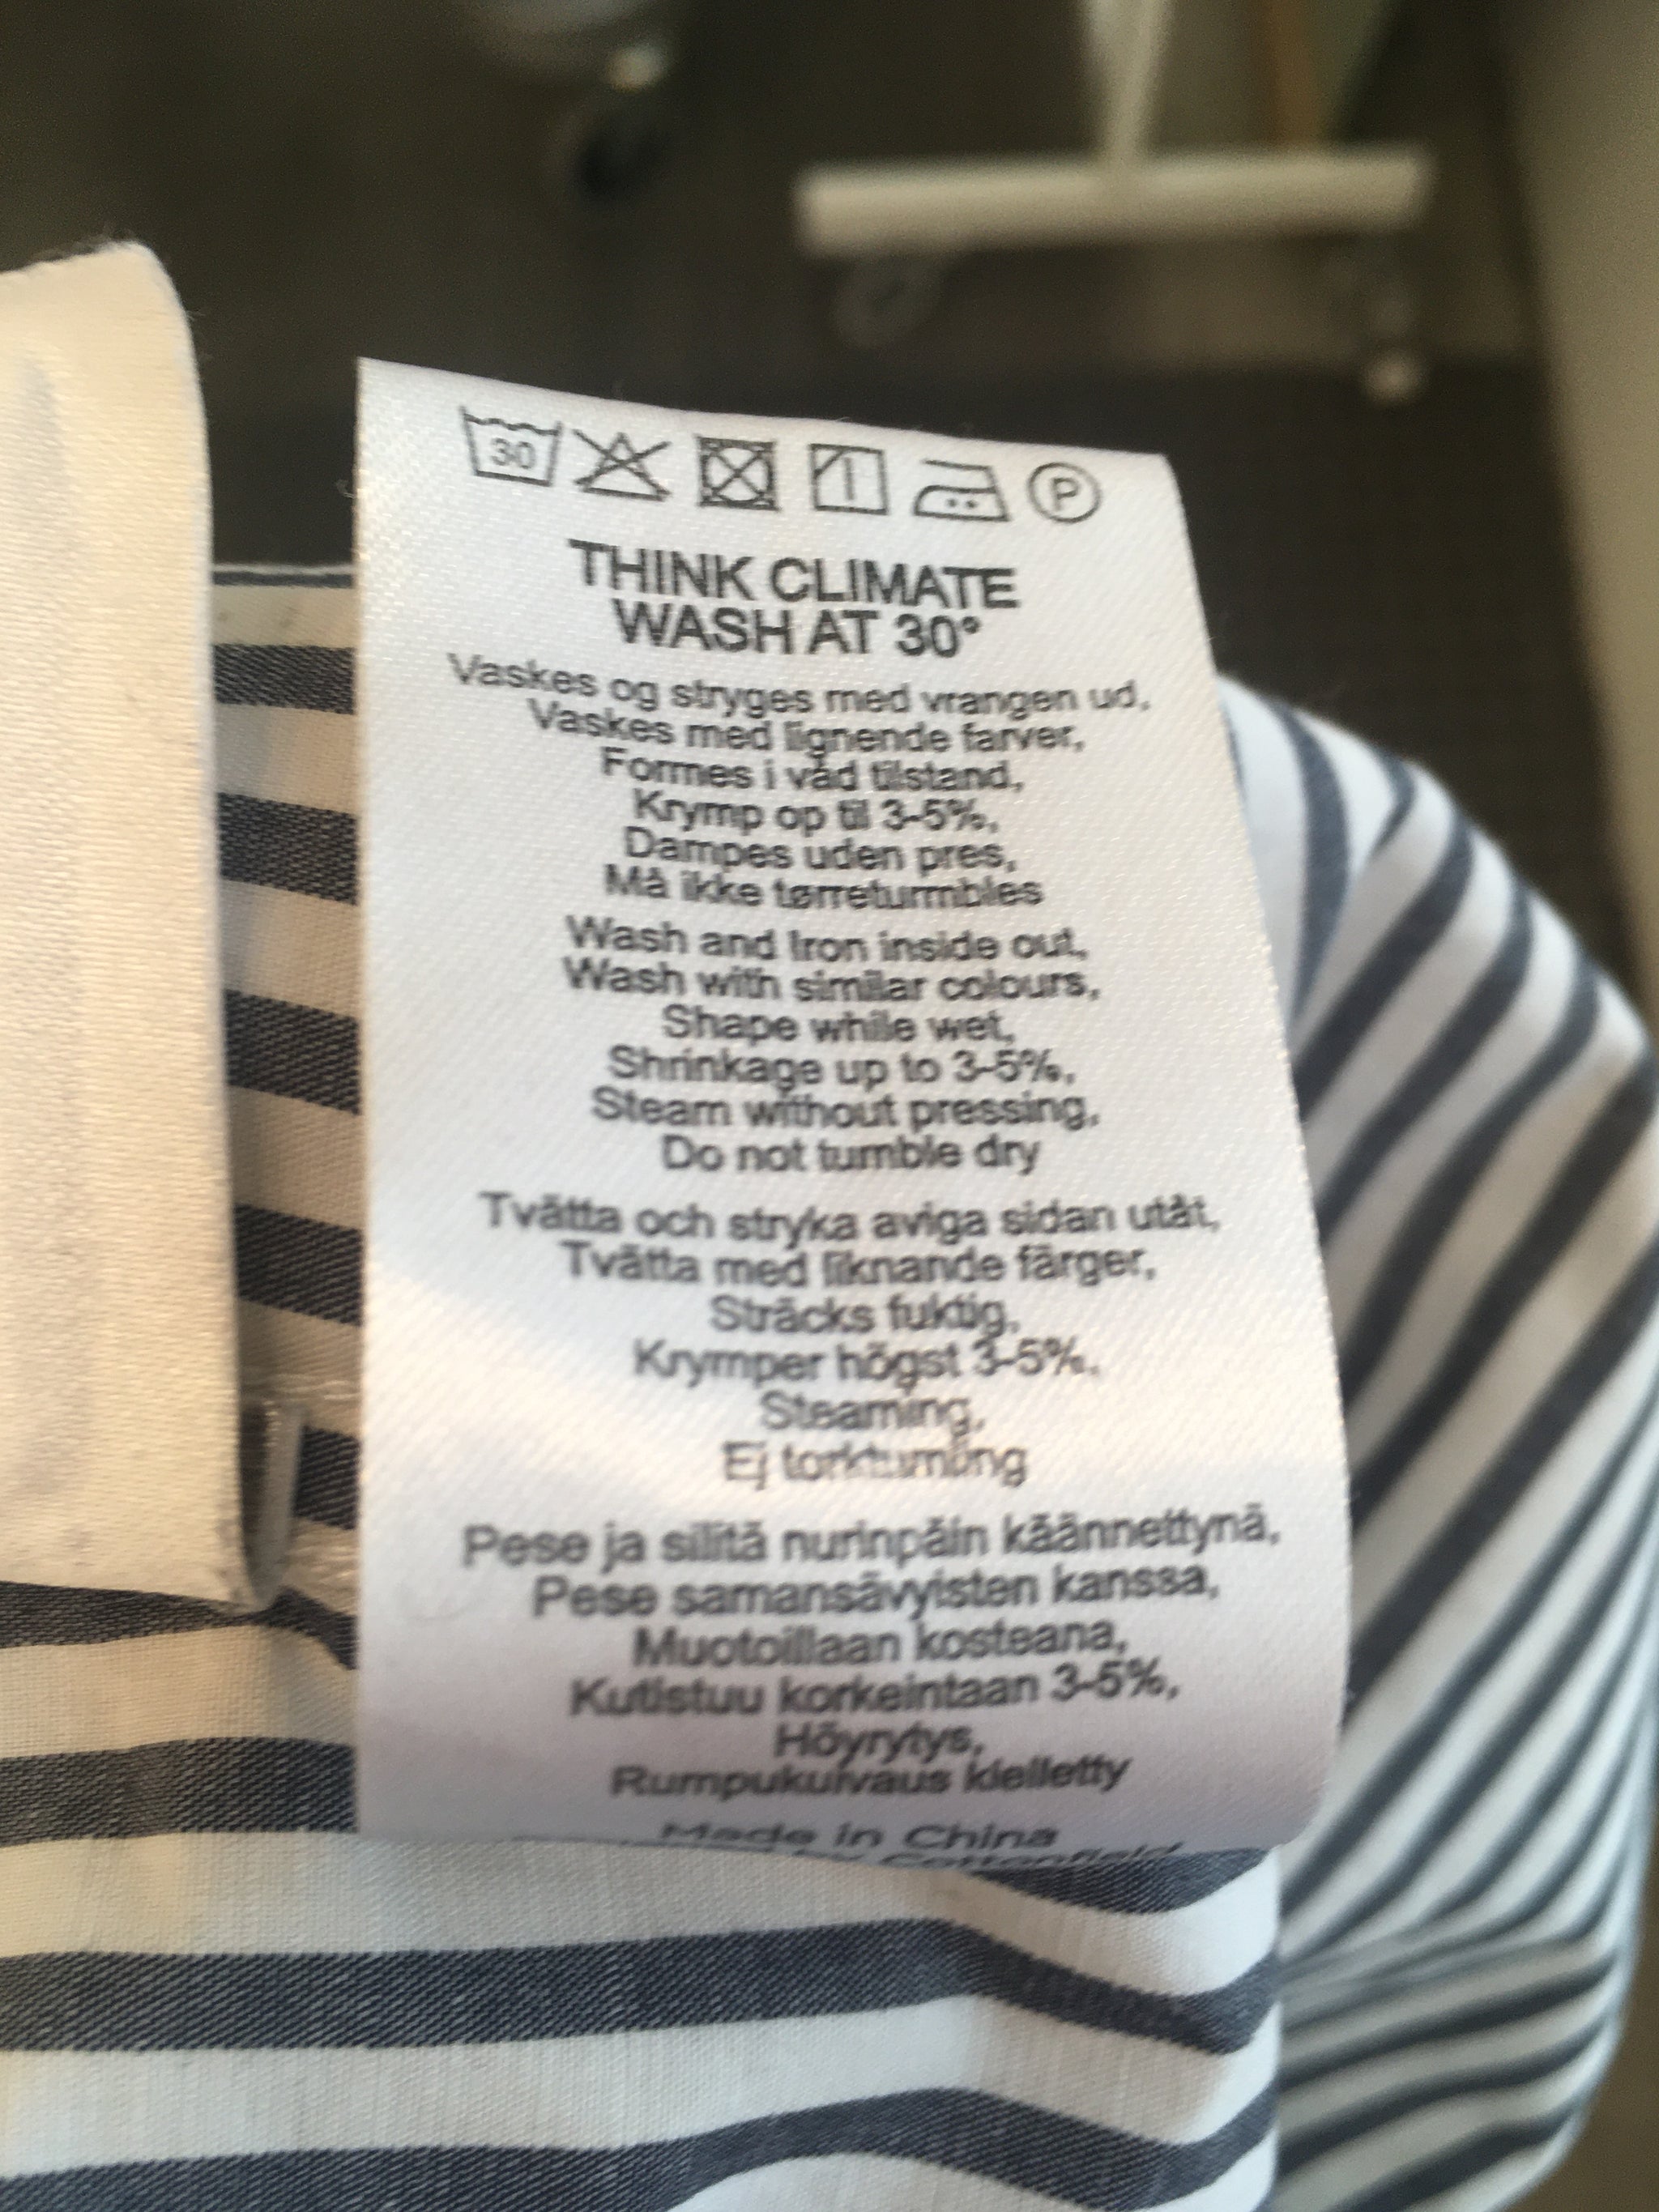 30
P
THINK CLIMATE
WASH AT 30°
Vaskes og stryges med vrangen ud,
Vaskes med lignende farver,
Formes i våd tilstand,
Krymp op til 3-5%,
Dampes uden pres,
Må ikke tørretumbles
Wash and Iron inside out,
Wash with similar colours,
Shape while wet,
Shrinkage up to 3-5%,
Steam without pressing,
Do not tumble dry
Tvätta och stryka aviga sidan utåt,
Tvätta med liknande färger,
Sträcks fuktig,
Krymper högst 3-5%,
Steaming,
Ej torktumling
Pese ja silitä nurinpäin käännettynä,
Pese samansävyisten kanssa,
Muotoillaan kosteana,
Kutistuu korkeintaan 3-5%,
Höyrytys,
Rumpukuivaus kielletty
Made in China
by Cottonfield